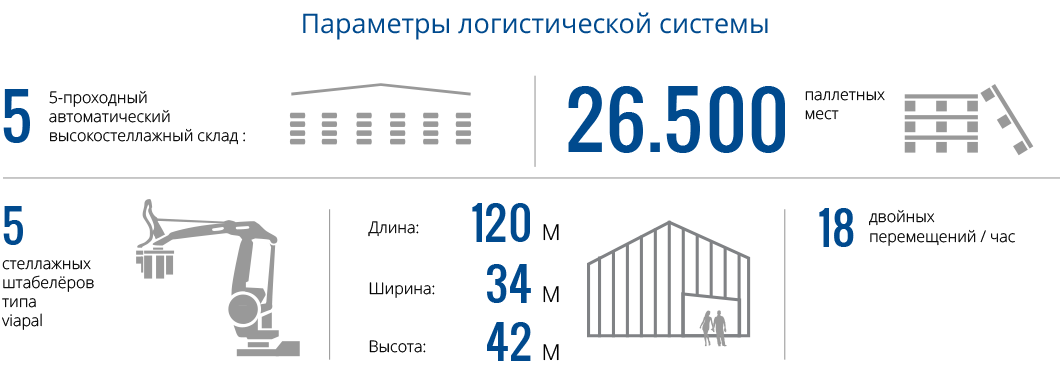 Параметры логистической системы
5
5-проходный
автоматический
высокостеллажный склад :
26.500
паллетных
мест
5
стеллажных
штабелёров
типа
viapal
Длина: 120 М
Ширина: 34 М
Высота: 42 М
18
двойных
перемещений / час